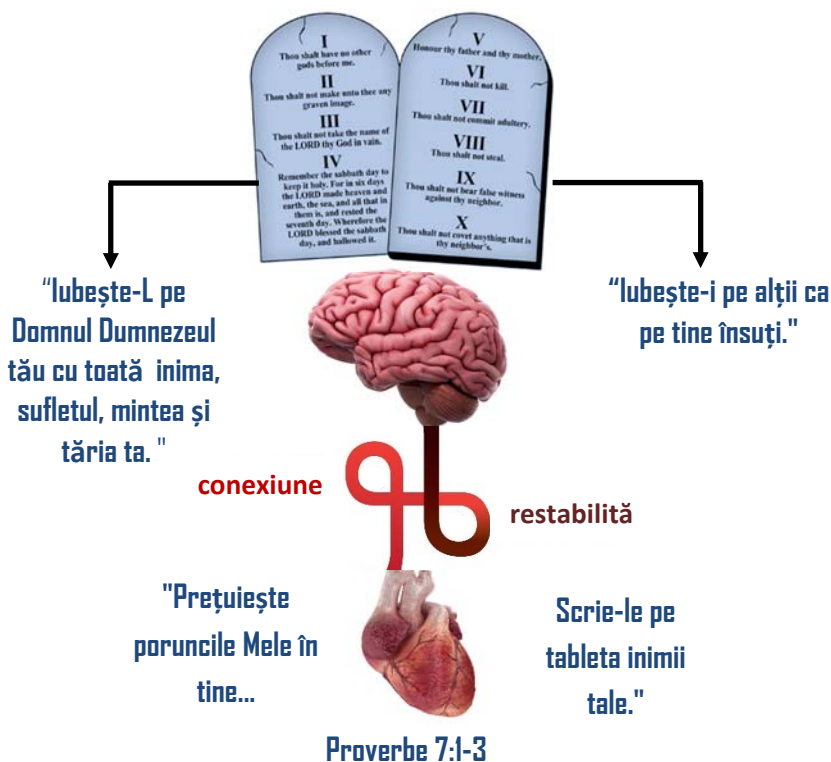 I
Thou shalt have no other
gods before me.
II
Thou shalt not make unto thee any
graven image.
III
Thou shalt not take the name of
the LORD thy God in vain.
IV
Remember the sabbath day to
keep it holy. For in six days
the LORD made heaven and
earth, the sea, and all that in
them is, and rested the
seventh day. Wherefore the
LORD blessed the sabbath
day, and hallowed it.
V
Honour thy father and thy mother.
VI
Thou shalt not kill.
VII
Thou shalt not commit adultery.
VIII
Thou shalt not steal.
IX
Thou shalt not bear false witness
against thy neighbor.
X
Thou shalt not covet anything that is
thy neighbor's.
"Iubește-L pe
Domnul Dumnezeul
tău cu toată inima,
sufletul, mintea și
tăria ta. "
“Iubește-i pe alții ca
pe tine însuți."
conexiune
restabilită
"Prețuiește
poruncile Mele în
tine...
Scrie-le pe
tableta inimii
tale."
Proverbe 7:1-3